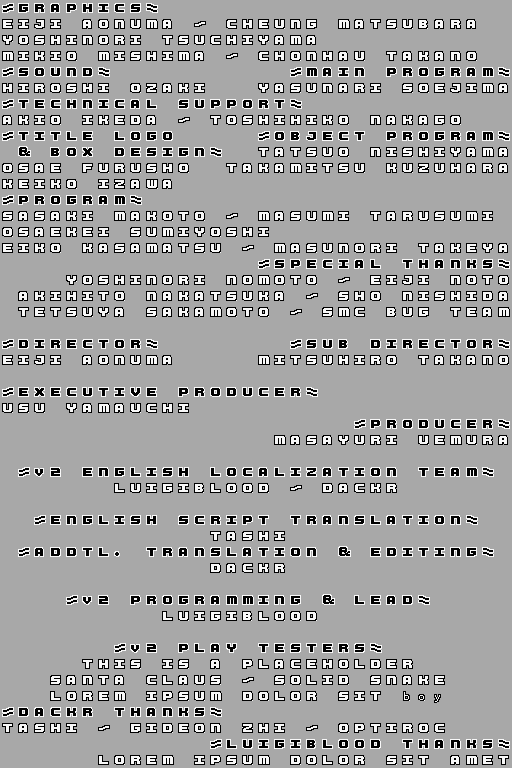 ≈GRAPHICS≈
EIJI AONUMA ~ CHEUNG MATSUBARA
YOSHINORI TSUCHIYAMA
MIKIO MISHIMA ~ CHONHAU TAKANO
≈SOUND≈ ≈MAIN PROGRAM≈
HIROSHI OZAKI YASUNARI SOEJIMA
≈TECHNICAL SUPPORT≈
AKIO IKEDA ~ TOSHIHIKO NAKAGO
≈TITLE LOGO ≈OBJECT PROGRAM≈
& BOX DESIGN≈ TATSUO NISHIYAMA
OSAE FURUSHO TAKAMITSU KUZUHARA
KEIKO IZAWA
≈PROGRAM≈
SASAKI MAKOTO ~ MASUMI TARUSUMI
OSAEKEI SUMIYOSHI
EIKO KASAMATSU ~ MASUNORI TAKEYA
≈SPECIAL THANKS≈
YOSHINORI NOMOTO ~ EIJI NOTO
AKIHITO NAKATSUKA ~ SHO NISHIDA
TETSUYA SAKAMOTO ~ SMC BUG TEAM
≈DIRECTOR≈ ≈SUB DIRECTOR≈
EIJI AONUMA MITSUHIRO TAKANO
≈EXECUTIVE PRODUCER≈
USU YAMAUCHI
≈PRODUCER≈
MASAYURI UEMURA
≈V2 ENGLISH LOCALIZATION TEAM≈
LUIGIBLOOD ~ DACKR
≈ENGLISH SCRIPT TRANSLATION≈
TASHI
≈ADDTL. TRANSLATION & EDITING≈
DACKR
≈V2 PROGRAMMING & LEAD≈
LUIGIBLOOD
≈V2 PLAY TESTERS≈
THIS IS A PLACEHOLDER
SANTA CLAUS ~ SOLID SNAKE
LOREM IPSUM DOLOR SIT boy
≈DACKR THANKS≈
TASHI ~ GIDEON ZHI ~ OPTIROC
≈LUIGIBLOOD THANKS≈
LOREM IPSUM DOLOR SIT AMET